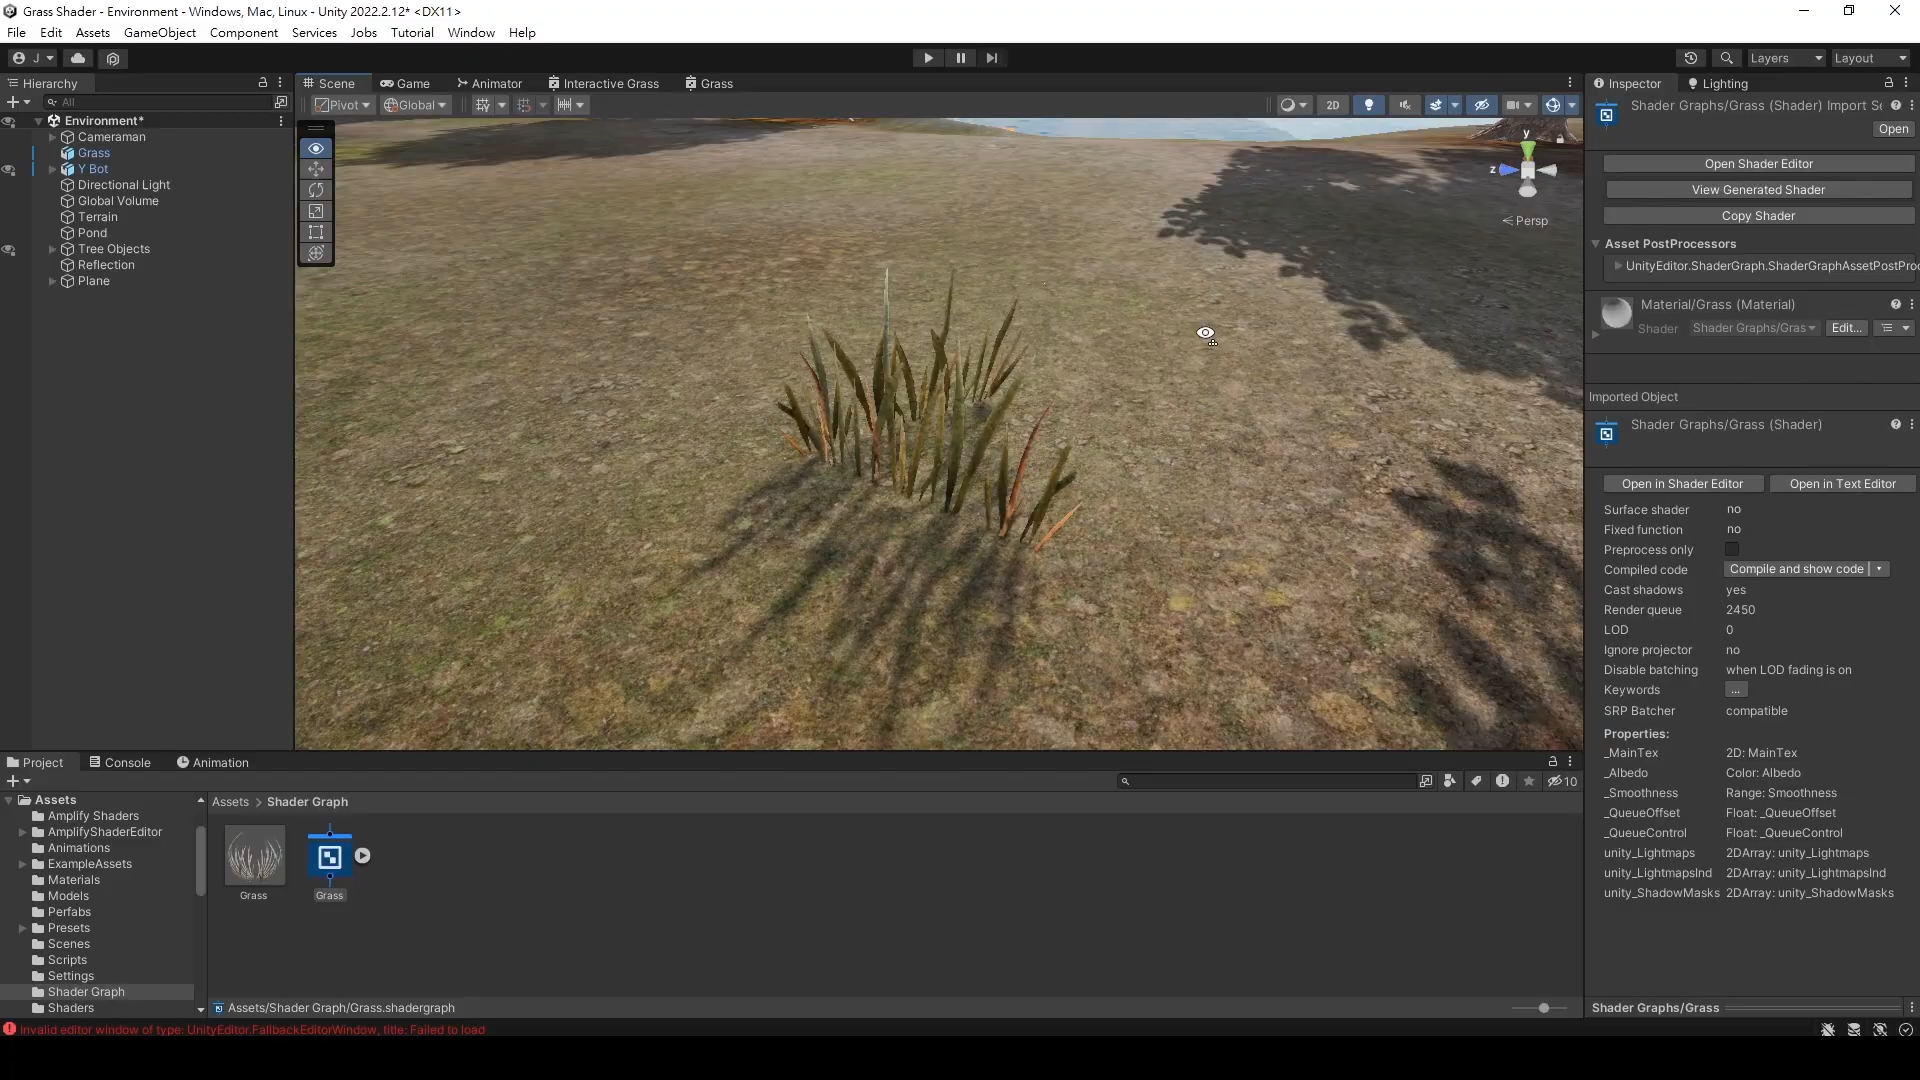 Grass Shader - Environment - Windows, Mac, Linux - Unity 2022.2.12* <DX11>
File Edit Assets GameObject Component Services Jobs Tutorial Window Help
J Layers Layout
Hierarchy
All
Environment*
Cameraman
Grass
Y Bot
Directional Light
Global Volume
Terrain
Pond
Tree Objects
Reflection
Plane
Scene Game Animator Interactive Grass Grass
Pivot Global 2D
y
z
Persp
Inspector Lighting
Shader Graphs/Grass (Shader) Import Se
Open
Open Shader Editor
View Generated Shader
Copy Shader
Asset PostProcessors
UnityEditor.ShaderGraph.ShaderGraphAssetPostProc
Material/Grass (Material)
Shader Shader Graphs/Gras Edit...
Imported Object
Shader Graphs/Grass (Shader)
Open in Shader Editor Open in Text Editor
Surface shader no
Fixed function no
Preprocess only
Compiled code Compile and show code
Cast shadows yes
Render queue 2450
LOD 0
Ignore projector no
Disable batching when LOD fading is on
Keywords ...
SRP Batcher compatible
Properties:
_MainTex 2D: MainTex
_Albedo Color: Albedo
_Smoothness Range: Smoothness
_QueueOffset Float: _QueueOffset
_QueueControl Float: _QueueControl
unity_Lightmaps 2DArray: unity_Lightmaps
unity_LightmapsInd 2DArray: unity_LightmapsInd
unity_ShadowMasks 2DArray: unity_ShadowMasks
Shader Graphs/Grass
Project Console Animation
10
Assets
Amplify Shaders
AmplifyShaderEditor
Animations
ExampleAssets
Materials
Models
Perfabs
Presets
Scenes
Scripts
Settings
Shader Graph
Shaders
Assets > Shader Graph
Grass
Grass
Assets/Shader Graph/Grass.shadergraph
Invalid editor window of type: UnityEditor.FallbackEditorWindow, title: Failed to load